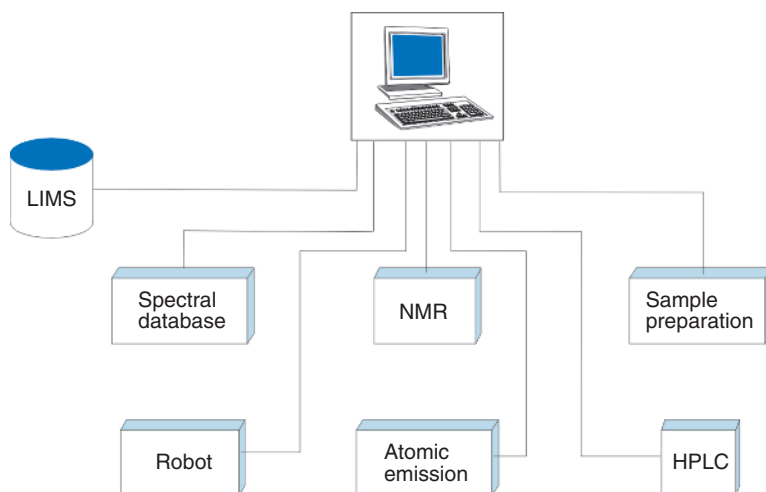 LIMS
Spectral
database
NMR
Sample
preparation
Robot
Atomic
emission
HPLC